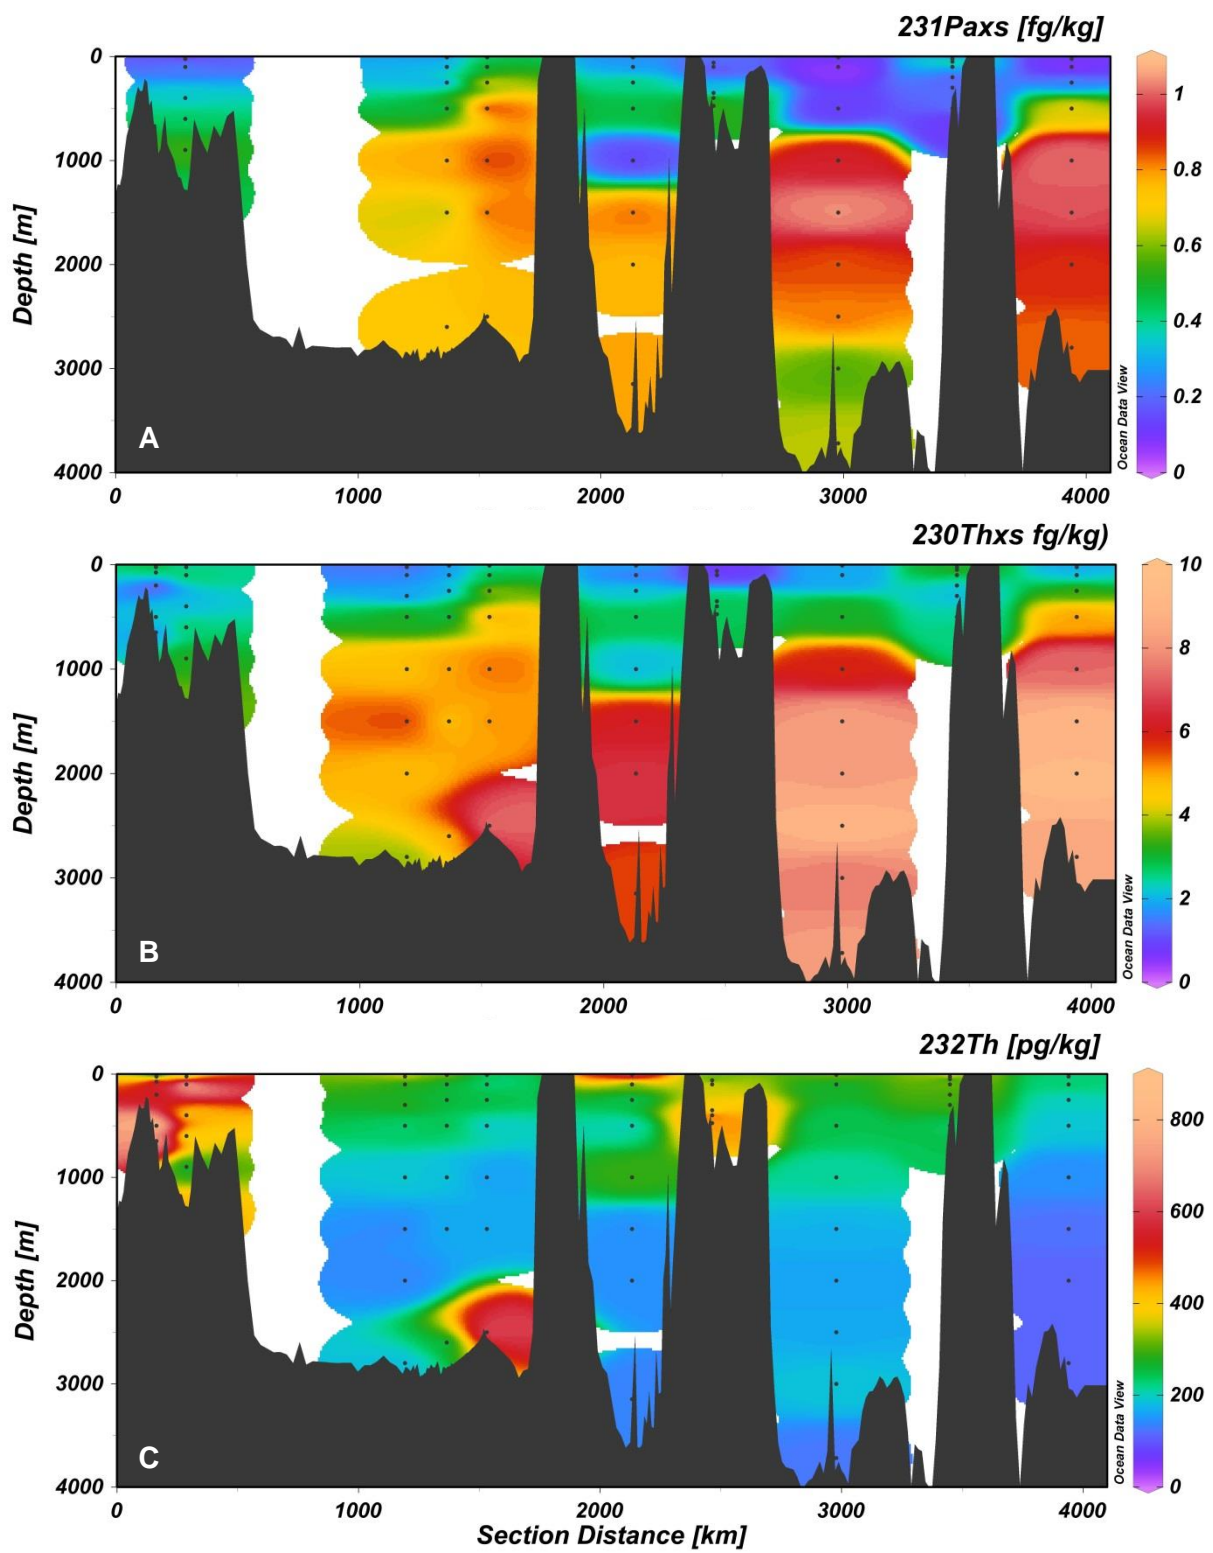 231Paxs [fg/kg]
0
1000
2000
3000
4000
Depth [m]
A
0 1000 2000 3000 4000
Ocean Data View
1
0.8
0.6
0.4
0.2
0
230Thxs fg/kg)
0
1000
2000
3000
4000
Depth [m]
B
0 1000 2000 3000 4000
Ocean Data View
10
8
6
4
2
0
232Th [pg/kg]
0
1000
2000
3000
4000
Depth [m]
C
0 1000 2000 3000 4000
Ocean Data View
800
600
400
200
0
Section Distance [km]